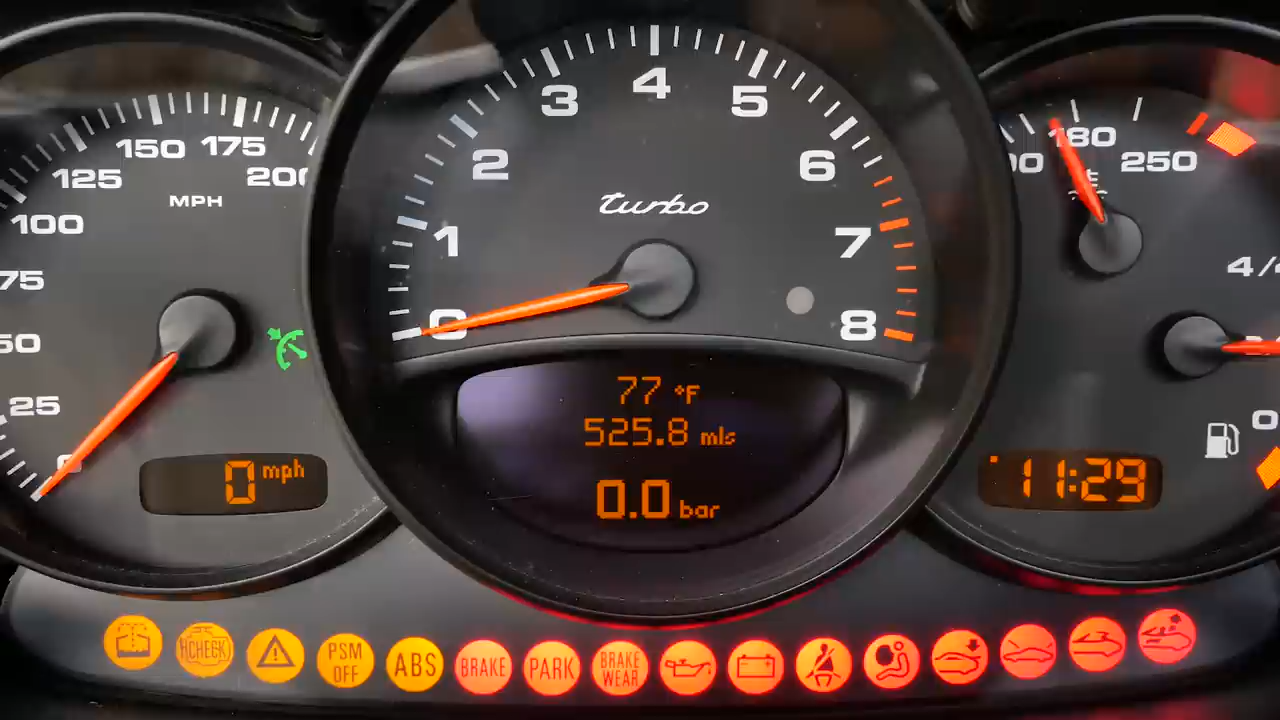 150 175
125 200
MPH
100
75
50
25
0
0 mph
4
3 5
2 6
turbo
1 7
0 8
77 °F
525.8 mls
0.0 bar
180
250
4/4
0
11:29
CHECK
PSM
OFF
ABS
BRAKE
PARK
BRAKE
WEAR